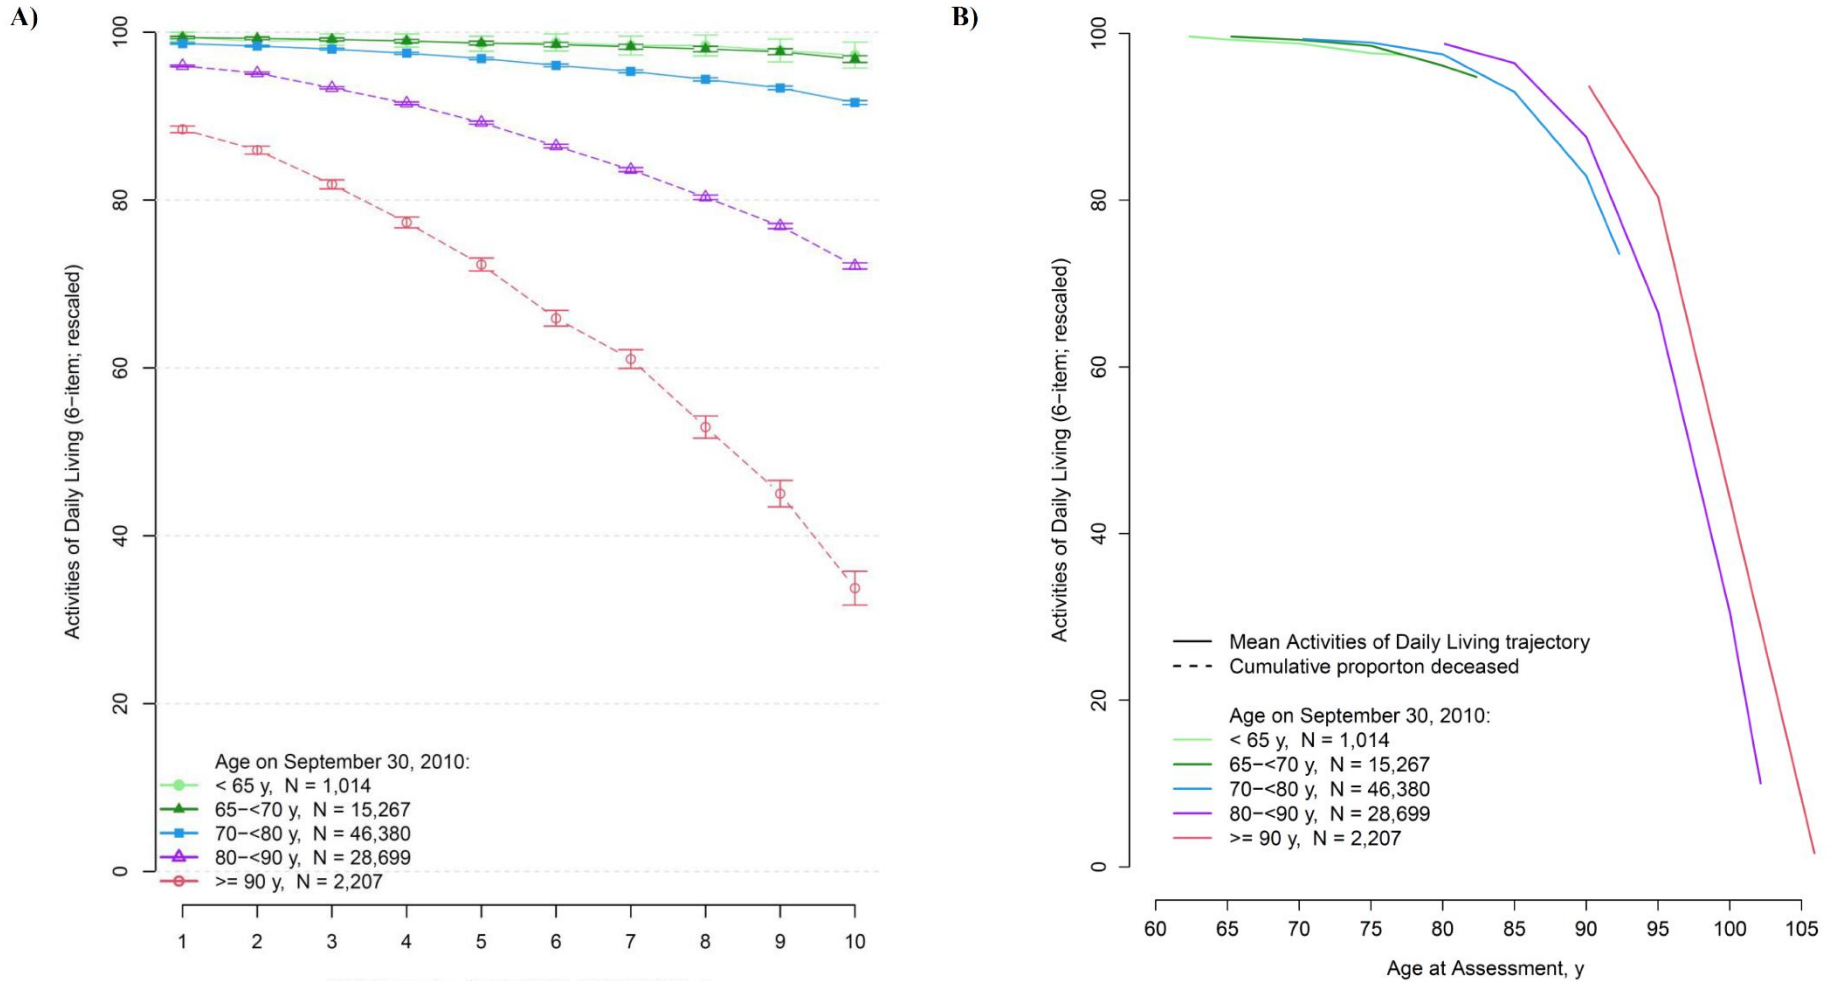 A)
Activities of Daily Living (6−item; rescaled)
100
80
60
40
20
0
Age on September 30, 2010:
< 65 y, N = 1,014
65−<70 y, N = 15,267
70−<80 y, N = 46,380
80−<90 y, N = 28,699
>= 90 y, N = 2,207
1 2 3 4 5 6 7 8 9 10
B)
Activities of Daily Living (6−item; rescaled)
100
80
60
40
20
0
Mean Activities of Daily Living trajectory
Cumulative proporton deceased
Age on September 30, 2010:
< 65 y, N = 1,014
65−<70 y, N = 15,267
70−<80 y, N = 46,380
80−<90 y, N = 28,699
>= 90 y, N = 2,207
60 65 70 75 80 85 90 95 100 105
Age at Assessment, y